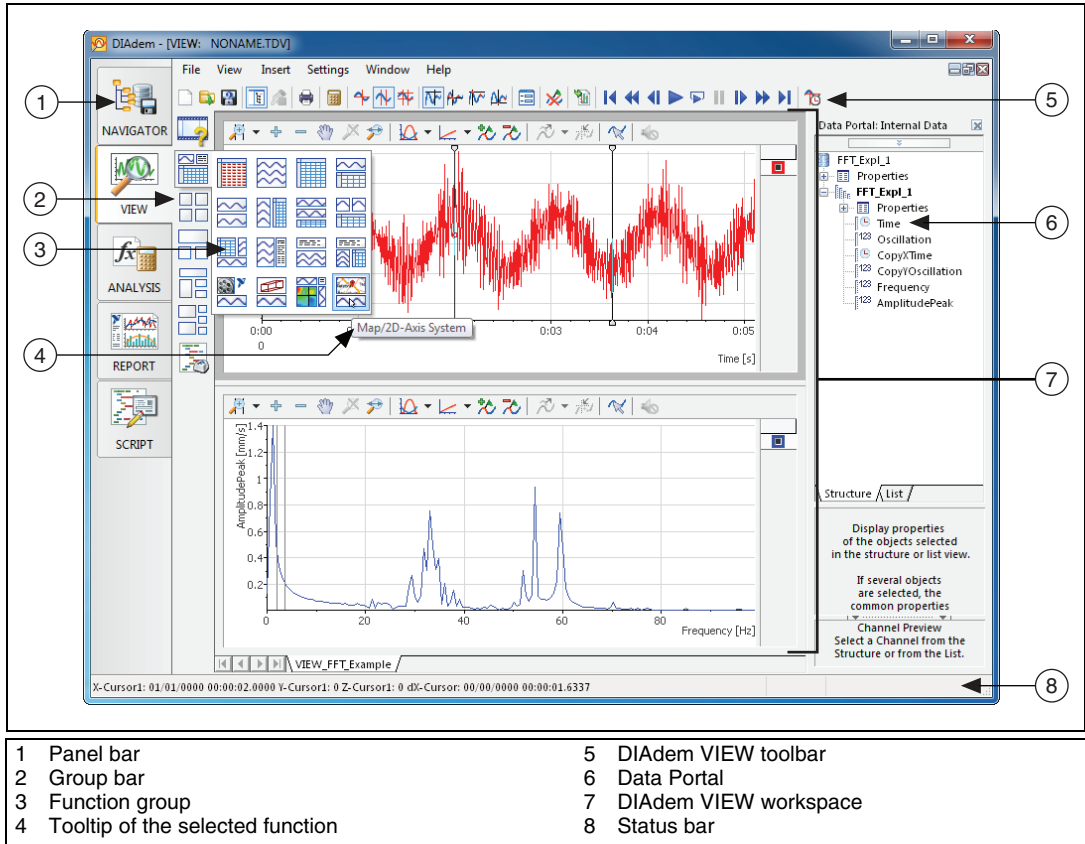 DIAdem - [VIEW: NONAME.TDV]
File View Insert Settings Window Help
1
NAVIGATOR
2
VIEW
3
ANALYSIS
4
REPORT
SCRIPT
5
Data Portal: Internal Data
FFT_Expl_1
Properties
FFT_Expl_1
Properties
Time
Oscillation
CopyXTime
CopyYOscillation
Frequency
AmplitudePeak
6
7
0:00
0
0:03
0:04
0:05
Time [s]
Map/2D-Axis System
AmplitudePeak [mm/s]
1.4
1
0.8
0.6
0.4
0.2
0
20
40
60
80
Frequency [Hz]
VIEW_FFT_Example
Structure
List
Display properties
of the objects selected
in the structure or list view.
If several objects
are selected, the
common properties
Channel Preview
Select a Channel from the
Structure or from the List.
X-Cursor1: 01/01/0000 00:00:02.0000 Y-Cursor1: 0 Z-Cursor1: 0 dX-Cursor: 00/00/0000 00:00:01.6337
8
1 Panel bar
2 Group bar
3 Function group
4 Tooltip of the selected function
5 DIAdem VIEW toolbar
6 Data Portal
7 DIAdem VIEW workspace
8 Status bar